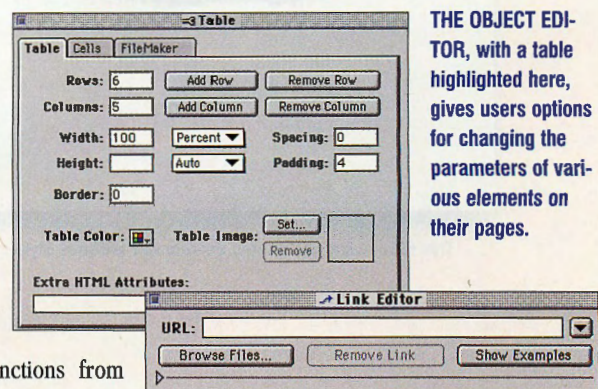 Table
Table Cells FileMaker
Rows: 6 Add Row Remove Row
Columns: 5 Add Column Remove Column
Width: 100 Percent Spacing: 0
Height: Auto Padding: 4
Border: 0
Table Color: Table Image: Set...
Remove
Extra HTML Attributes:
Link Editor
URL:
Browse Files... Remove Link Show Examples
THE OBJECT EDI-
TOR, with a table
highlighted here,
gives users options
for changing the
parameters of vari-
ous elements on
their pages.
nctions from